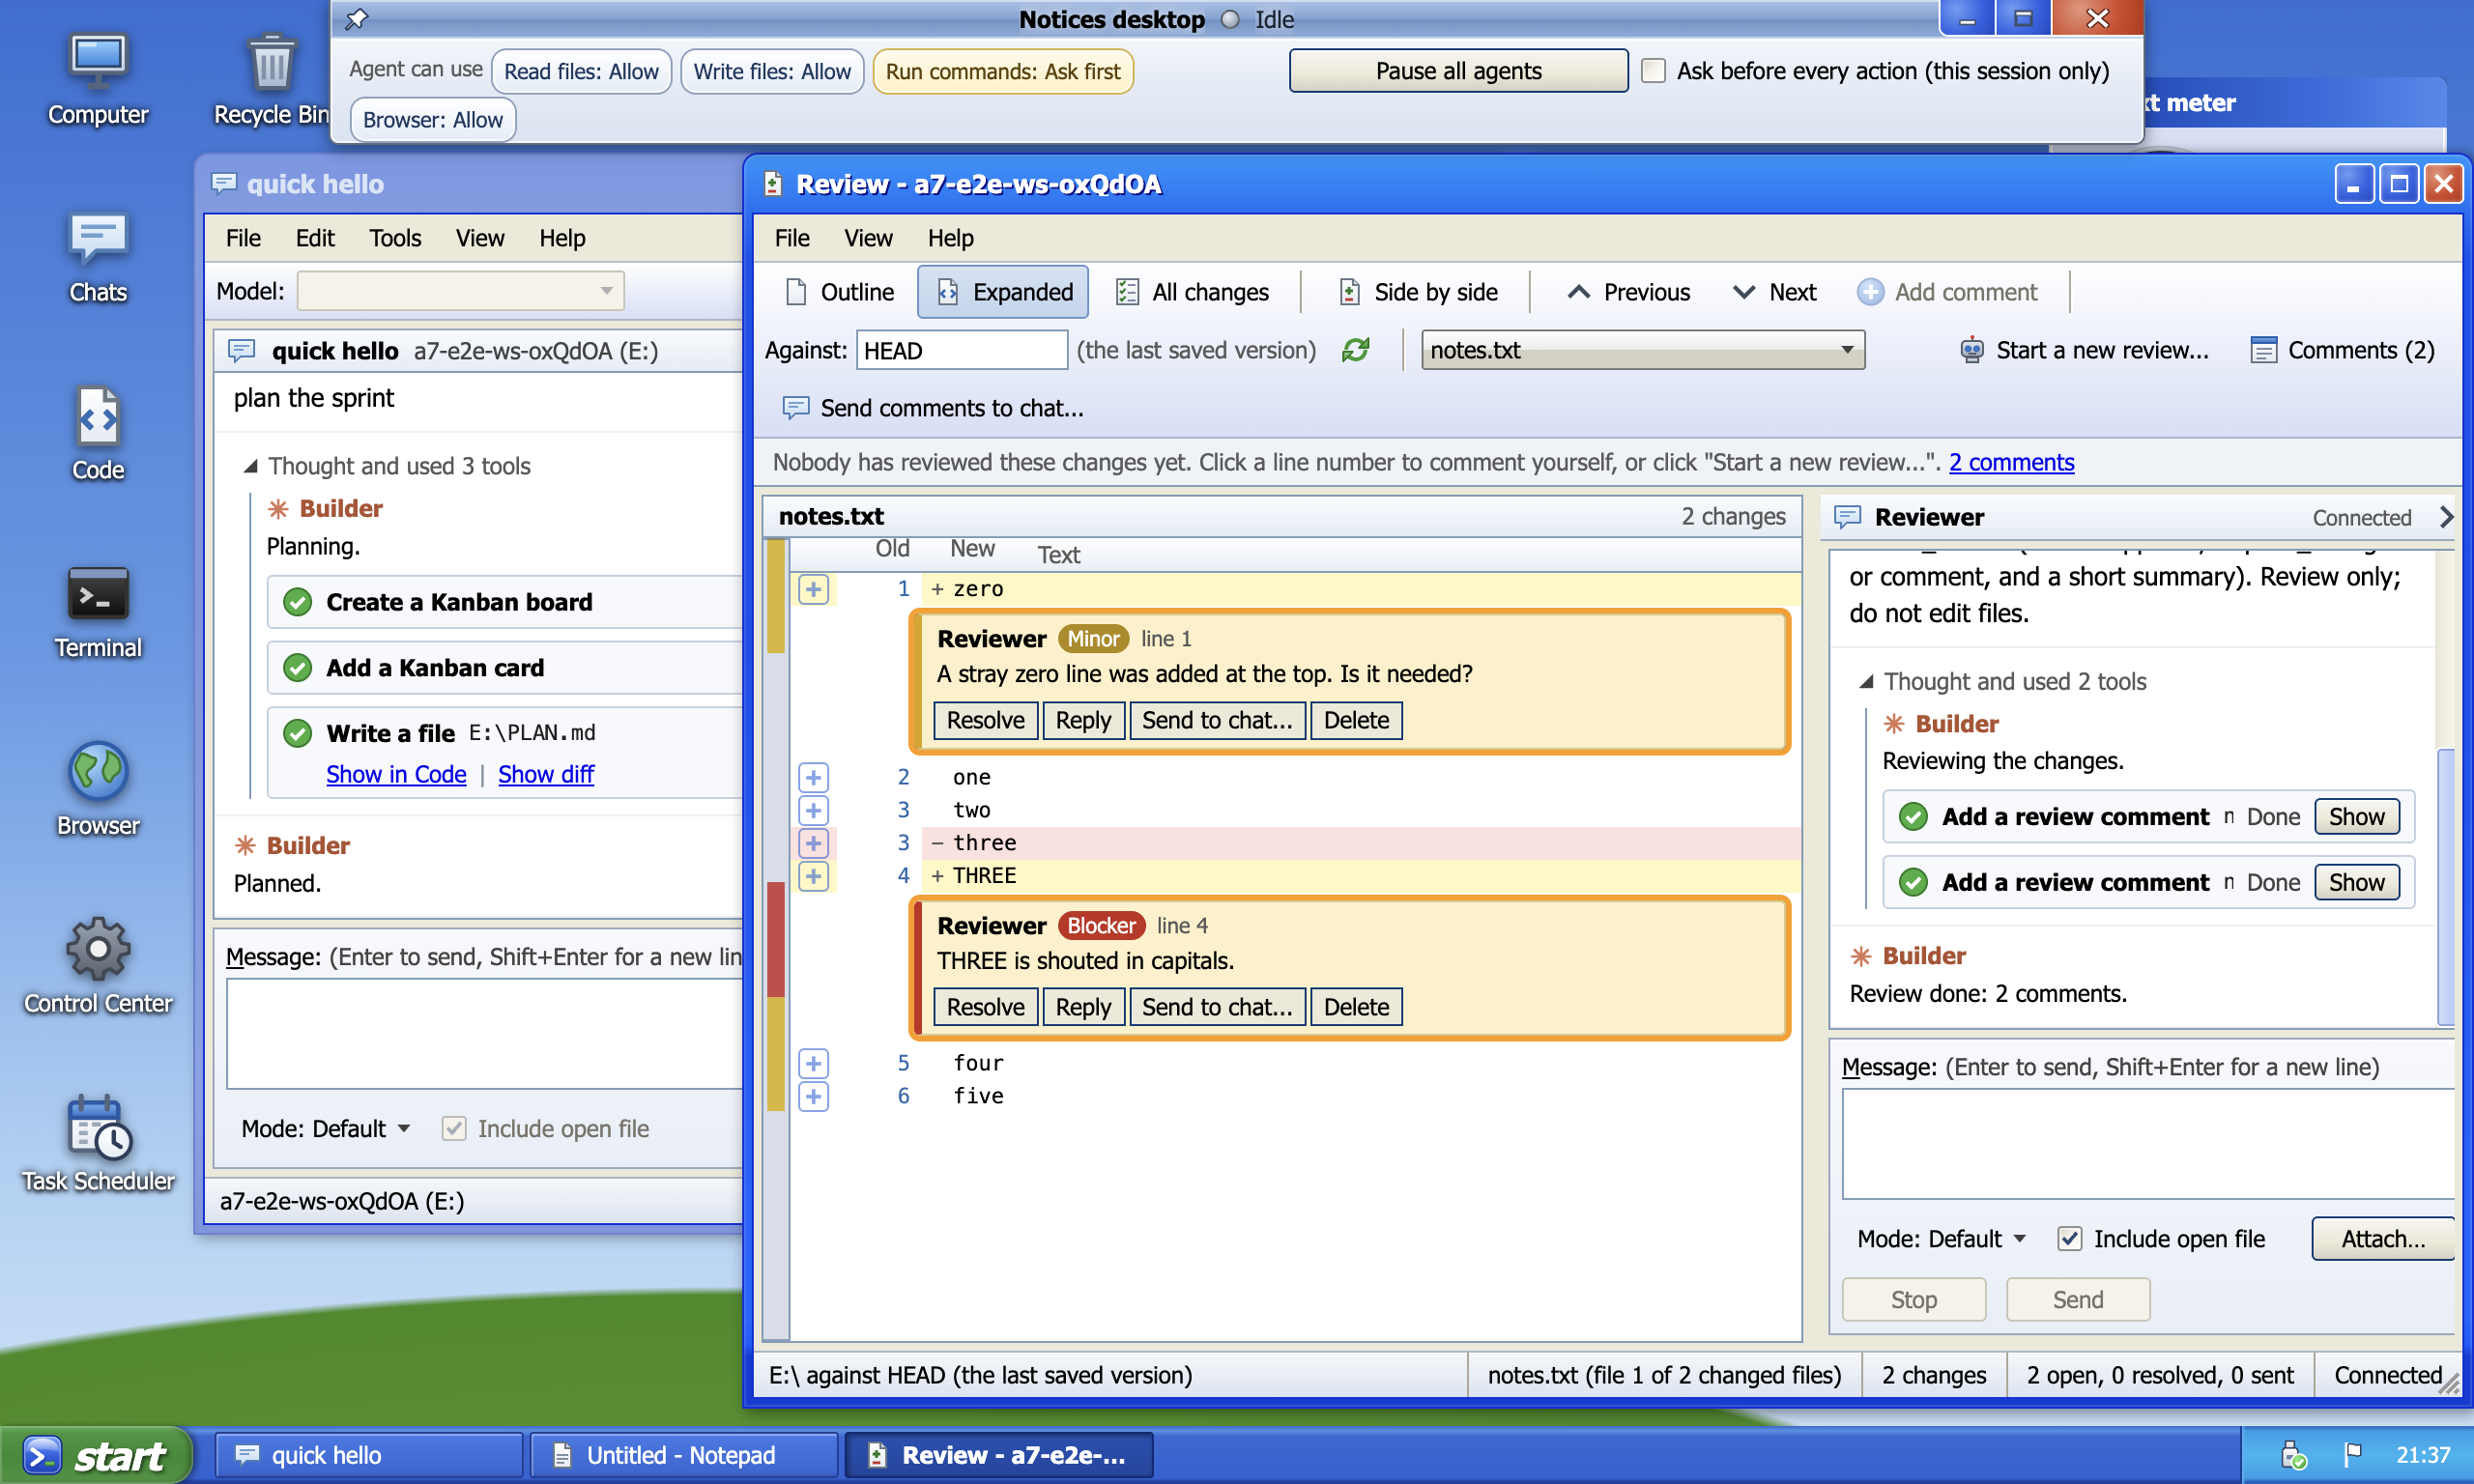 Computer
Recycle Bin
Chats
Code
Terminal
Browser
Control Center
Task Scheduler
Notices desktop Idle
Agent can use Read files: Allow Write files: Allow Run commands: Ask first
Browser: Allow
Pause all agents Ask before every action (this session only)
meter
quick hello
File Edit Tools View Help
Model:
quick hello a7-e2e-ws-oxQdOA (E:)
plan the sprint
Thought and used 3 tools
Builder
Planning.
Create a Kanban board
Add a Kanban card
Write a file E:\PLAN.md
Show in Code | Show diff
Builder
Planned.
Message: (Enter to send, Shift+Enter for a new
Mode: Default Include open file
a7-e2e-ws-oxQdOA (E:)
Review - a7-e2e-ws-oxQdOA
File View Help
Outline Expanded All changes Side by side Previous Next Add comment
Against: HEAD (the last saved version) notes.txt Start a new review... Comments (2)
Send comments to chat...
Nobody has reviewed these changes yet. Click a line number to comment yourself, or click "Start a new review...". 2 comments
notes.txt 2 changes
Old New Text
1 + zero
Reviewer Minor line 1
A stray zero line was added at the top. Is it needed?
Resolve Reply Send to chat... Delete
2 one
3 two
3 − three
4 + THREE
Reviewer Blocker line 4
THREE is shouted in capitals.
Resolve Reply Send to chat... Delete
5 four
6 five
Reviewer Connected
or comment, and a short summary). Review only;
do not edit files.
Thought and used 2 tools
Builder
Reviewing the changes.
Add a review comment Done Show
Add a review comment Done Show
Builder
Review done: 2 comments.
Message: (Enter to send, Shift+Enter for a new line)
Mode: Default Include open file Attach...
Stop Send
E:\ against HEAD (the last saved version) notes.txt (file 1 of 2 changed files) 2 changes 2 open, 0 resolved, 0 sent Connected
start quick hello Untitled - Notepad Review - a7-e2e-... 21:37